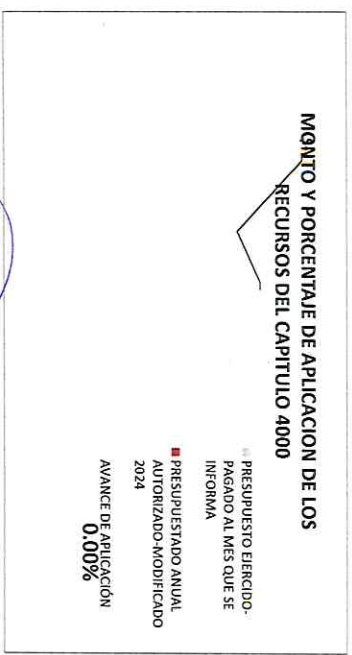 MONTO Y PORCENTAJE DE APLICACION DE LOS
RECURSOS DEL CAPITULO 4000
PRESUPUESTO EJERCIDO-
PAGADO AL MES QUE SE
INFORMA
PRESUPUESTADO ANUAL
AUTORIZADO-MODIFICADO
2024
AVANCE DE APLICACIÓN
0.00%